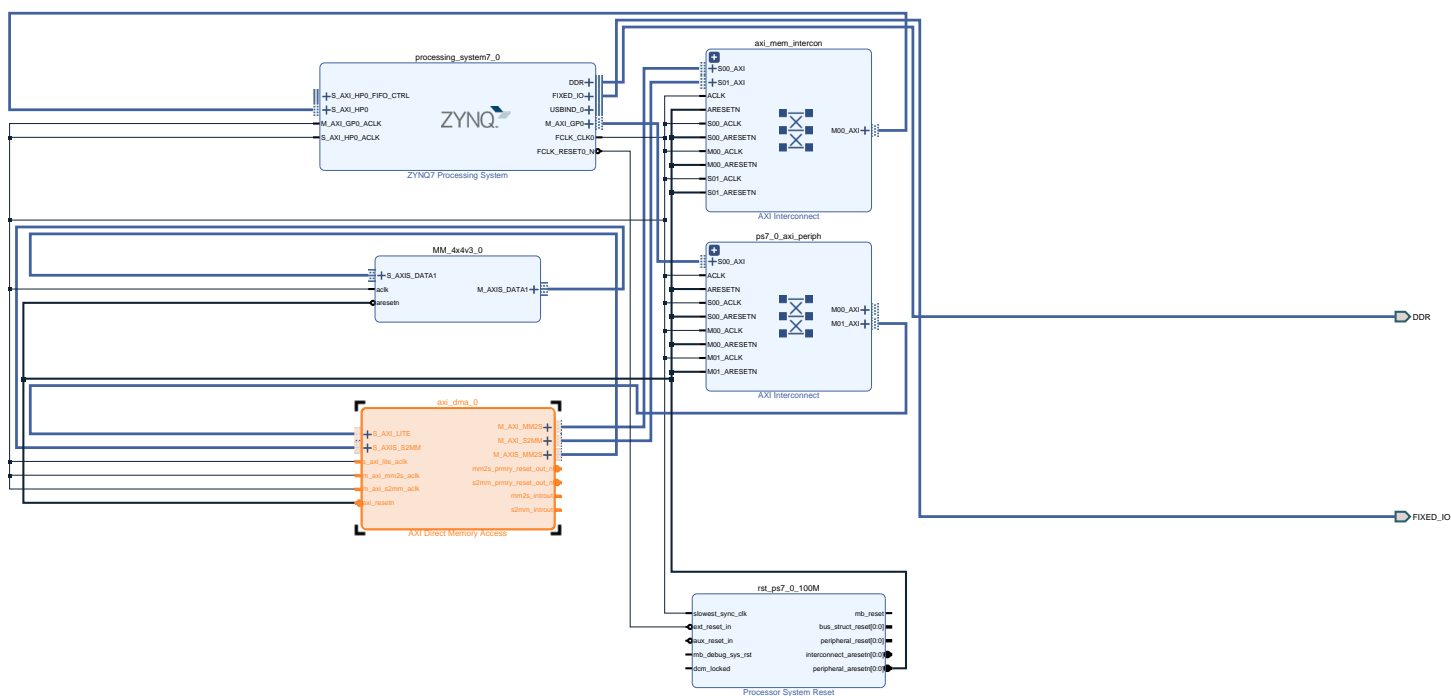 processing_system7_0
S_AXI_HP0_FIFO_CTRL
S_AXI_HP0
M_AXI_GP0_ACLK
S_AXI_HP0_ACLK
ZYNQ
DDR
FIXED_IO
USBIND_0
M_AXI_GP0
FCLK_CLK0
FCLK_RESET0_N
ZYNQ7 Processing System
axi_mem_intercon
S00_AXI
S01_AXI
ACLK
ARESETN
S00_ACLK
S00_ARESETN
M00_ACLK
M00_ARESETN
S01_ACLK
S01_ARESETN
M00_AXI
AXI Interconnect
MM_4x4v3_0
S_AXIS_DATA1
aclk
aresetn
M_AXIS_DATA1
ps7_0_axi_periph
S00_AXI
ACLK
ARESETN
S00_ACLK
S00_ARESETN
M00_ACLK
M00_ARESETN
M01_ACLK
M01_ARESETN
M00_AXI
M01_AXI
AXI Interconnect
DDR
axi_dma_0
S_AXI_LITE
S_AXIS_S2MM
s_axi_lite_aclk
m_axi_mm2s_aclk
m_axi_s2mm_aclk
axi_resetn
M_AXI_MM2S
M_AXI_S2MM
M_AXIS_MM2S
mm2s_prmry_reset_out_n
s2mm_prmry_reset_out_n
mm2s_introut
s2mm_introut
AXI Direct Memory Access
FIXED_IO
rst_ps7_0_100M
slowest_sync_clk
ext_reset_in
aux_reset_in
mb_debug_sys_rst
dcm_locked
mb_reset
bus_struct_reset[0:0]
peripheral_reset[0:0]
interconnect_aresetn[0:0]
peripheral_aresetn[0:0]
Processor System Reset